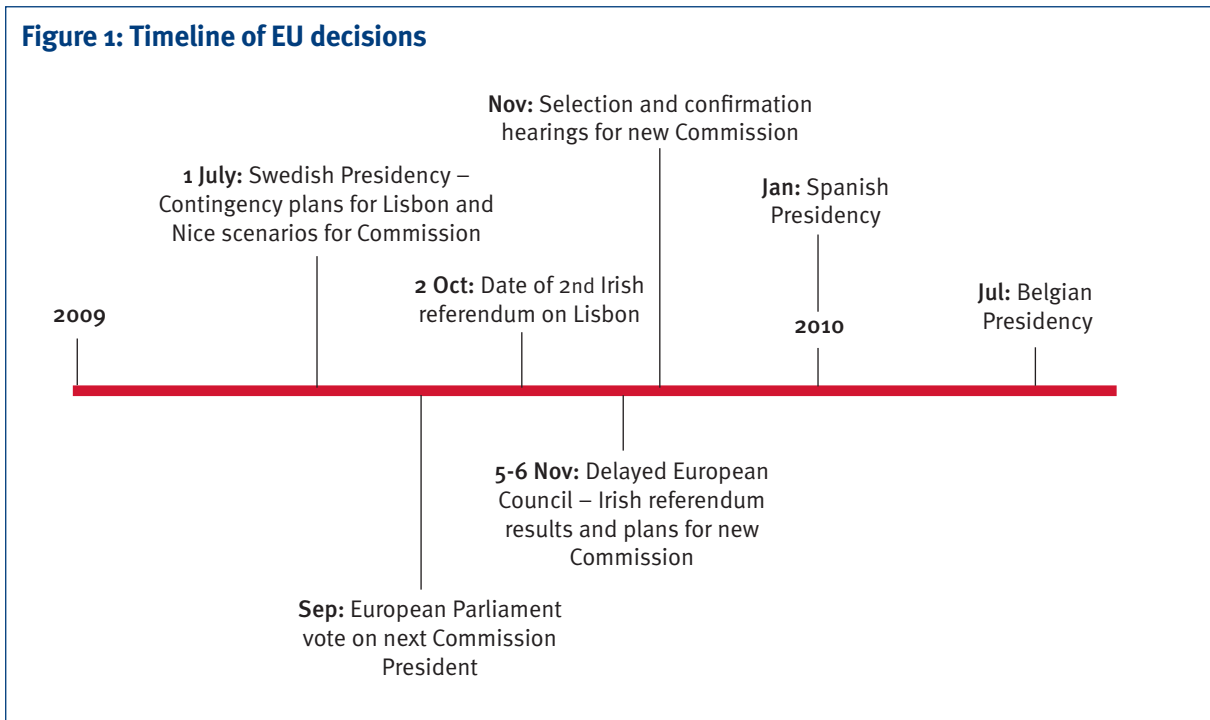 Figure 1: Timeline of EU decisions
Nov: Selection and confirmation
hearings for new Commission
1 July: Swedish Presidency –
Contingency plans for Lisbon and
Nice scenarios for Commission
Jan: Spanish
Presidency
2 Oct: Date of 2nd Irish
referendum on Lisbon
Jul: Belgian
Presidency
2009
2010
5-6 Nov: Delayed European
Council – Irish referendum
results and plans for new
Commission
Sep: European Parliament
vote on next Commission
President